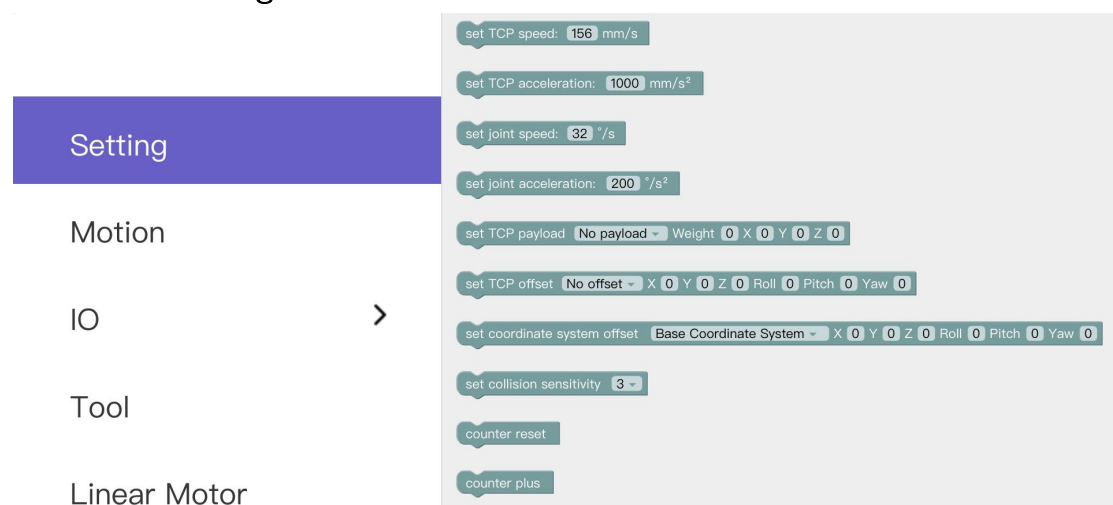 Setting
Motion
IO
Tool
Linear Motor
set TCP speed: 156 mm/s
set TCP acceleration: 1000 mm/s²
set joint speed: 32 °/s
set joint acceleration: 200 °/s²
set TCP payload No payload Weight 0 X 0 Y 0 Z 0
set TCP offset No offset X 0 Y 0 Z 0 Roll 0 Pitch 0 Yaw 0
set coordinate system offset Base Coordinate System X 0 Y 0 Z 0 Roll 0 Pitch 0 Yaw 0
set collision sensitivity 3
counter reset
counter plus